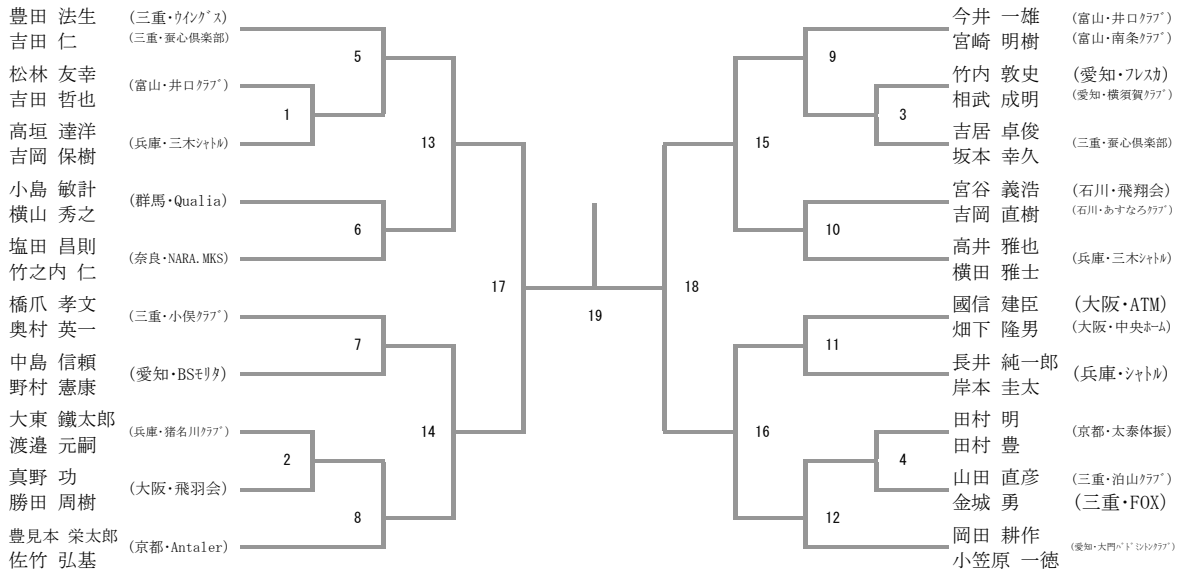 豊田 法生 (三重・ウイングス)
吉田 仁 (三重・蚕心倶楽部)
5
松林 友幸
吉田 哲也
(富山・井口クラブ)
1
高垣 達洋
吉岡 保樹
(兵庫・三木シャトル)
13
小島 敏計
横山 秀之
(群馬・Qualia)
6
塩田 昌則
竹之内 仁
(奈良・NARA.MKS)
17
橋爪 孝文
奥村 英一
(三重・小俣クラブ)
7
中島 信頼
野村 憲康
(愛知・BSモリタ)
14
大東 鐵太郎
渡邉 元嗣
(兵庫・猪名川クラブ)
2
真野 功
勝田 周樹
(大阪・飛羽会)
8
豊見本 栄太郎
佐竹 弘基
(京都・Antaler)
19
今井 一雄 (富山・井口クラブ)
宮崎 明樹 (富山・南条クラブ)
9
竹内 敦史 (愛知・フレスカ)
相武 成明 (愛知・横須賀クラブ)
3
吉居 卓俊
坂本 幸久
(三重・蚕心倶楽部)
15
宮谷 義浩 (石川・飛翔会)
吉岡 直樹 (石川・あすなろクラブ)
10
高井 雅也
横田 雅士
(兵庫・三木シャトル)
18
國信 建臣 (大阪・ATM)
畑下 隆男 (大阪・中央ホーム)
11
長井 純一郎
岸本 圭太
(兵庫・シャトル)
16
田村 明
田村 豊
(京都・太秦体振)
4
山田 直彦 (三重・泊山クラブ)
金城 勇 (三重・FOX)
12
岡田 耕作
小笠原 一徳
(愛知・大門バドミントンクラブ)